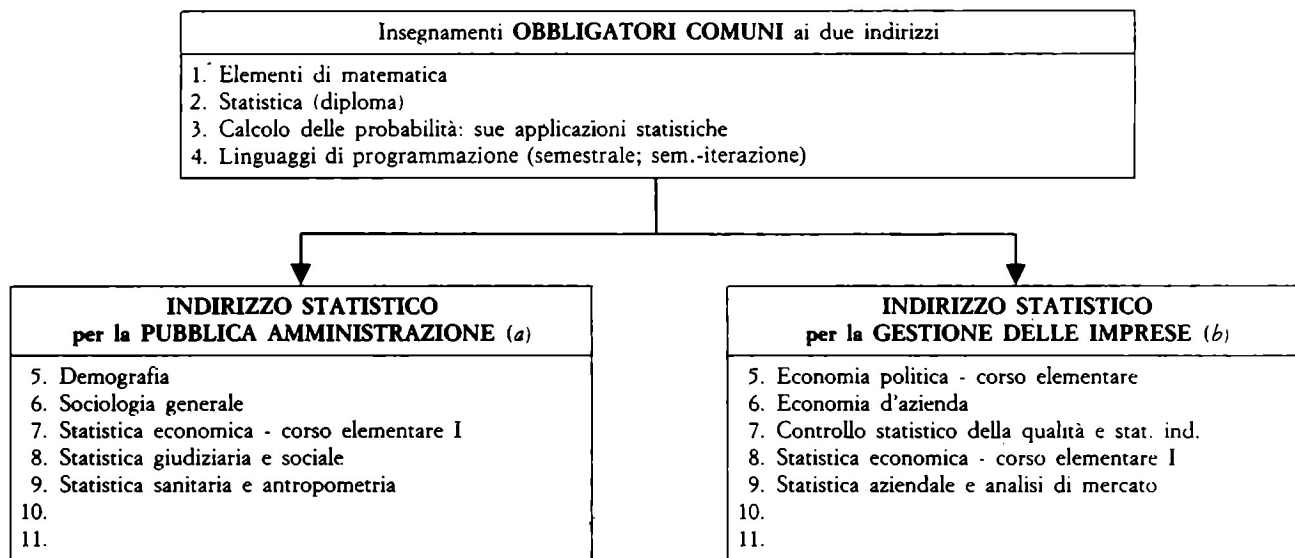 Insegnamenti OBBLIGATORI COMUNI ai due indirizzi
1. Elementi di matematica
2. Statistica (diploma)
3. Calcolo delle probabilità: sue applicazioni statistiche
4. Linguaggi di programmazione (semestrale; sem.-iterazione)
INDIRIZZO STATISTICO
per la PUBBLICA AMMINISTRAZIONE (a)
5. Demografia
6. Sociologia generale
7. Statistica economica - corso elementare I
8. Statistica giudiziaria e sociale
9. Statistica sanitaria e antropometria
10.
11.
INDIRIZZO STATISTICO
per la GESTIONE DELLE IMPRESE (b)
5. Economia politica - corso elementare
6. Economia d'azienda
7. Controllo statistico della qualità e stat. ind.
8. Statistica economica - corso elementare I
9. Statistica aziendale e analisi di mercato
10.
11.